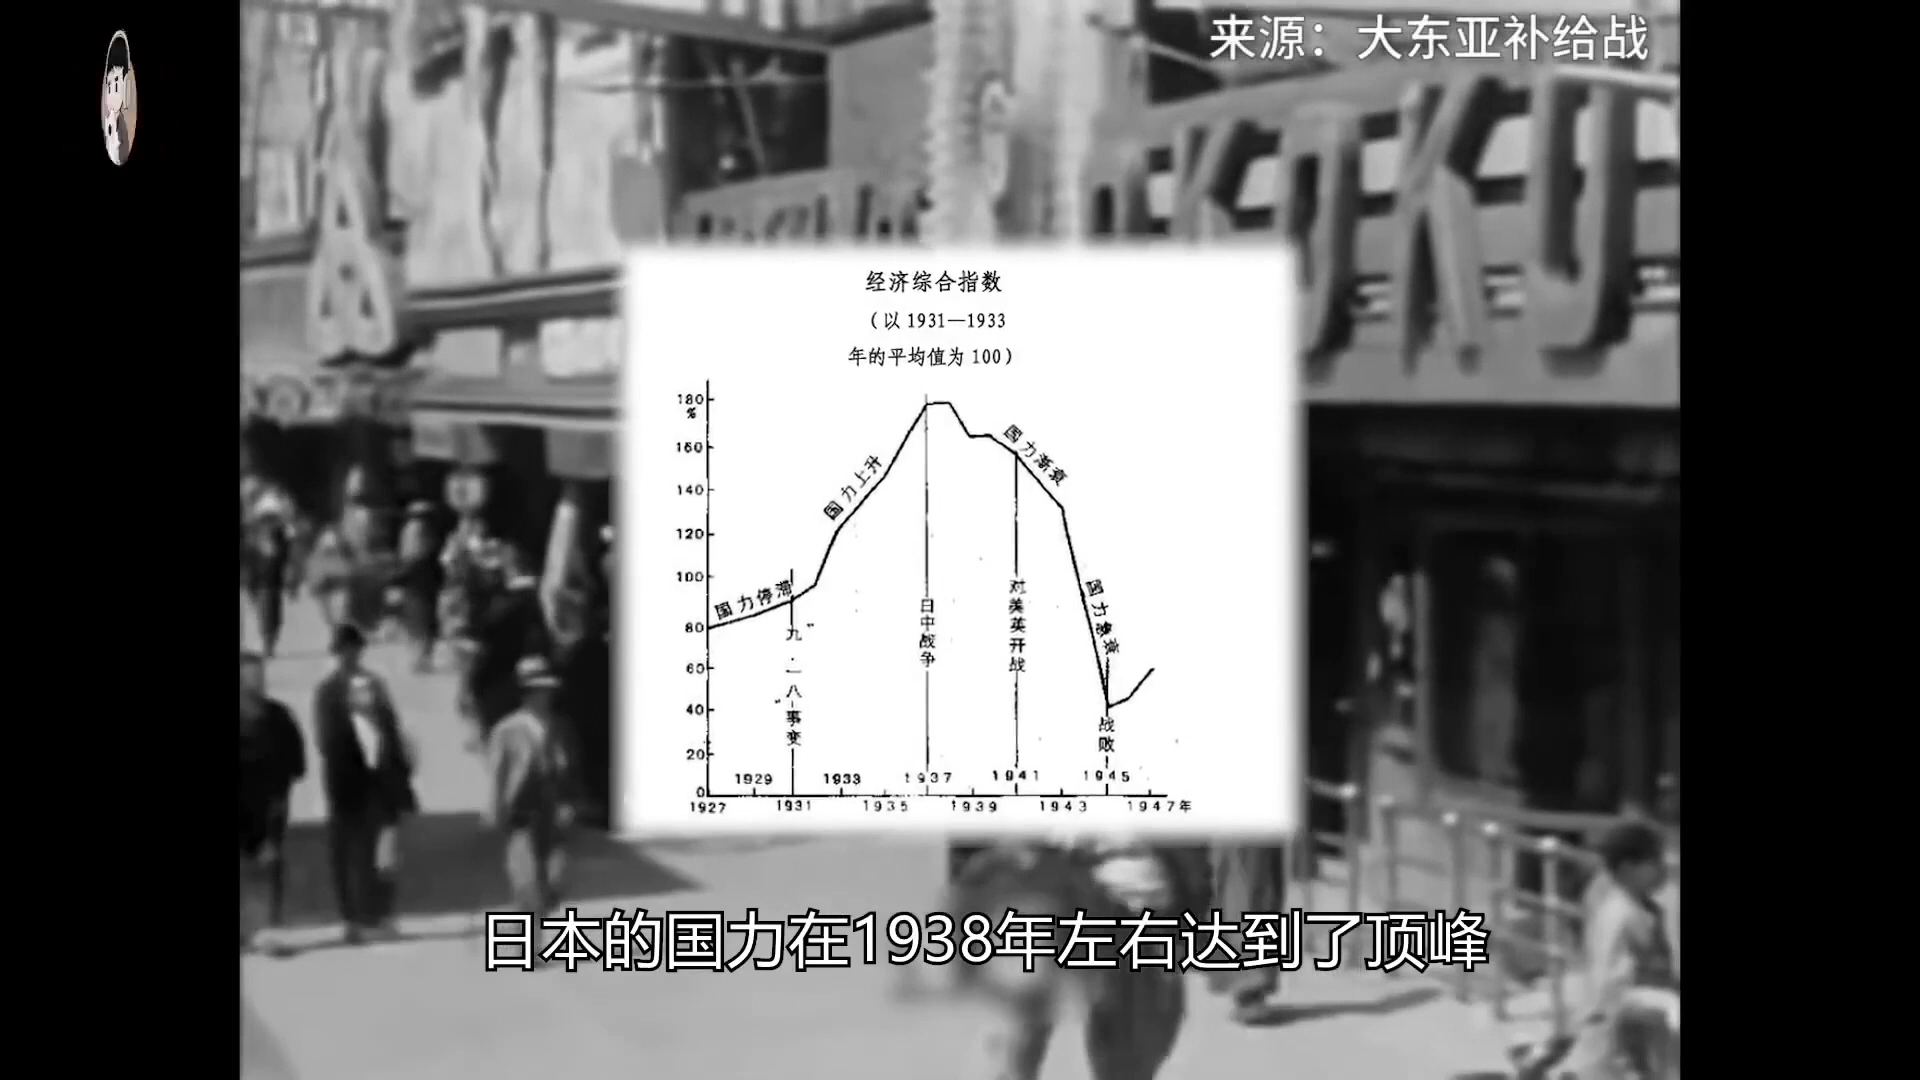 来源：大东亚补给战
KOKU
经济综合指数
（以1931—1933
年的平均值为100）
180
%
160
140
120
100
80
60
40
20
0
国力停滞
国力上升
国力渐衰
国力急衰
“九·一八”事变
日中战争
对美英开战
战败
1929 1933 1937 1941 1945
1927 1931 1935 1939 1943 1947年
日本的国力在1938年左右达到了顶峰